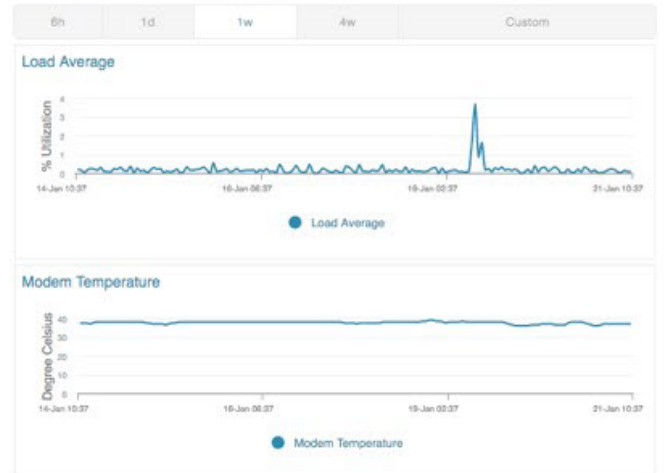 6h 1d 1w 4w Custom
Load Average
% Utilization
4
3
2
1
0
14-Jan 10:37 16-Jan 06:37 19-Jan 02:37 21-Jan 10:37
Load Average
Modem Temperature
Degree Celsius
40
30
20
10
0
14-Jan 10:37 16-Jan 06:37 19-Jan 02:37 21-Jan 10:37
Modem Temperature